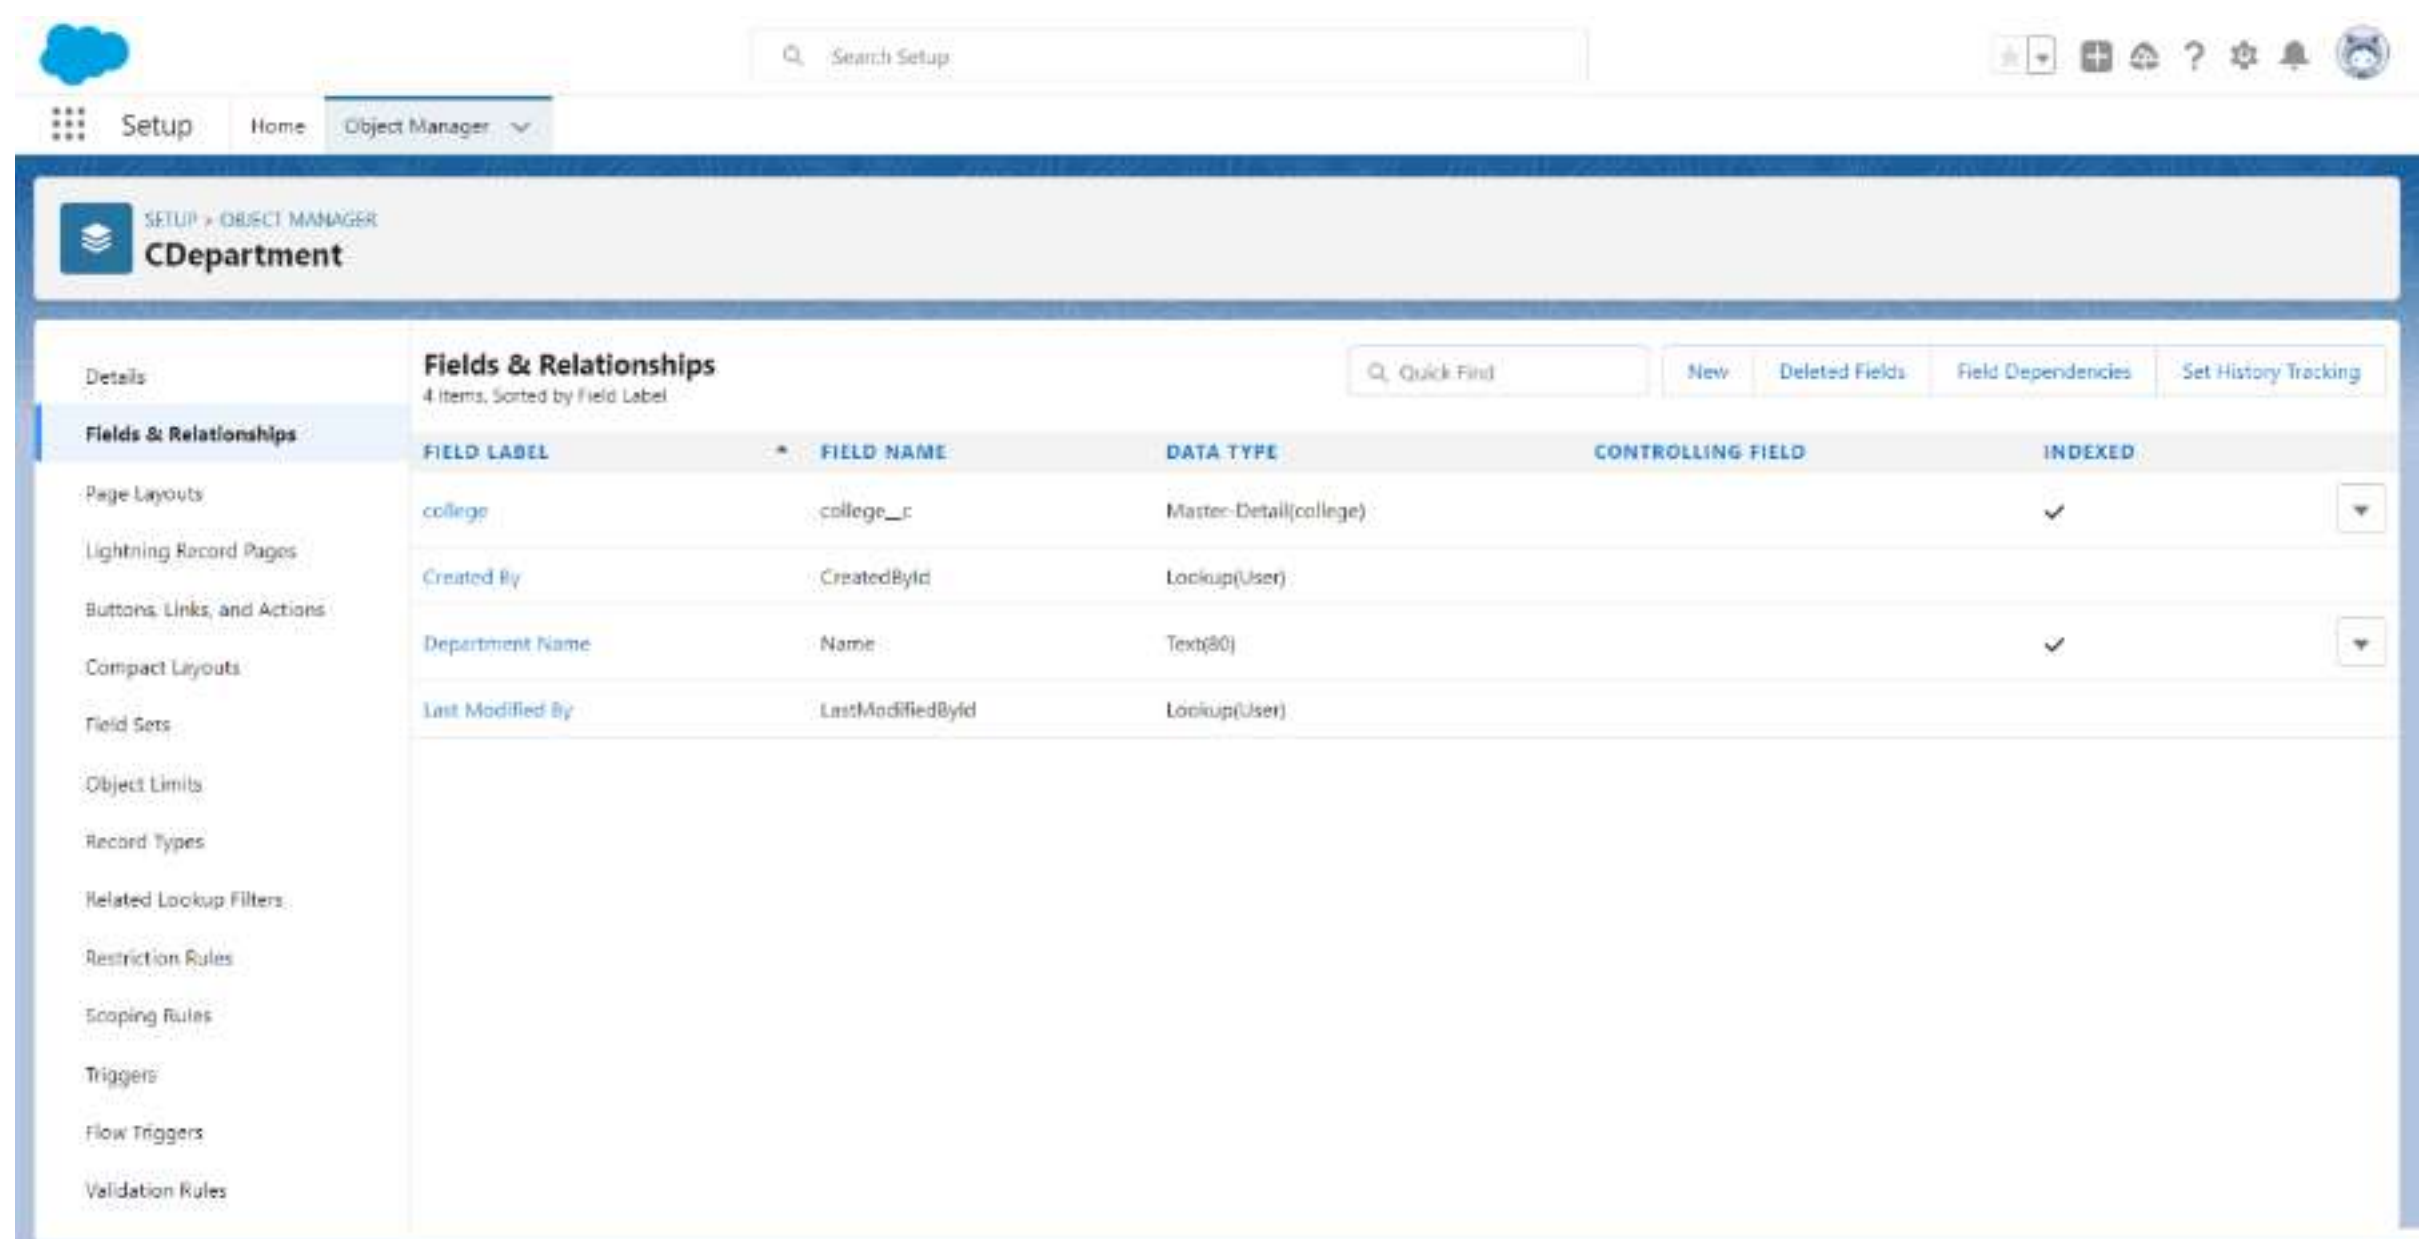 Search Setup
Setup Home Object Manager
SETUP > OBJECT MANAGER
CDepartment
Details
Fields & Relationships
Page Layouts
Lightning Record Pages
Buttons, Links, and Actions
Compact Layouts
Field Sets
Object Limits
Record Types
Related Lookup Filters
Restriction Rules
Scoping Rules
Triggers
Flow Triggers
Validation Rules
Fields & Relationships
4 Items, Sorted by Field Label
Quick Find New Deleted Fields Field Dependencies Set History Tracking
FIELD LABEL FIELD NAME DATA TYPE CONTROLLING FIELD INDEXED
college college__c Master-Detail(college)
Created By CreatedById Lookup(User)
Department Name Name Text(80)
Last Modified By LastModifiedById Lookup(User)